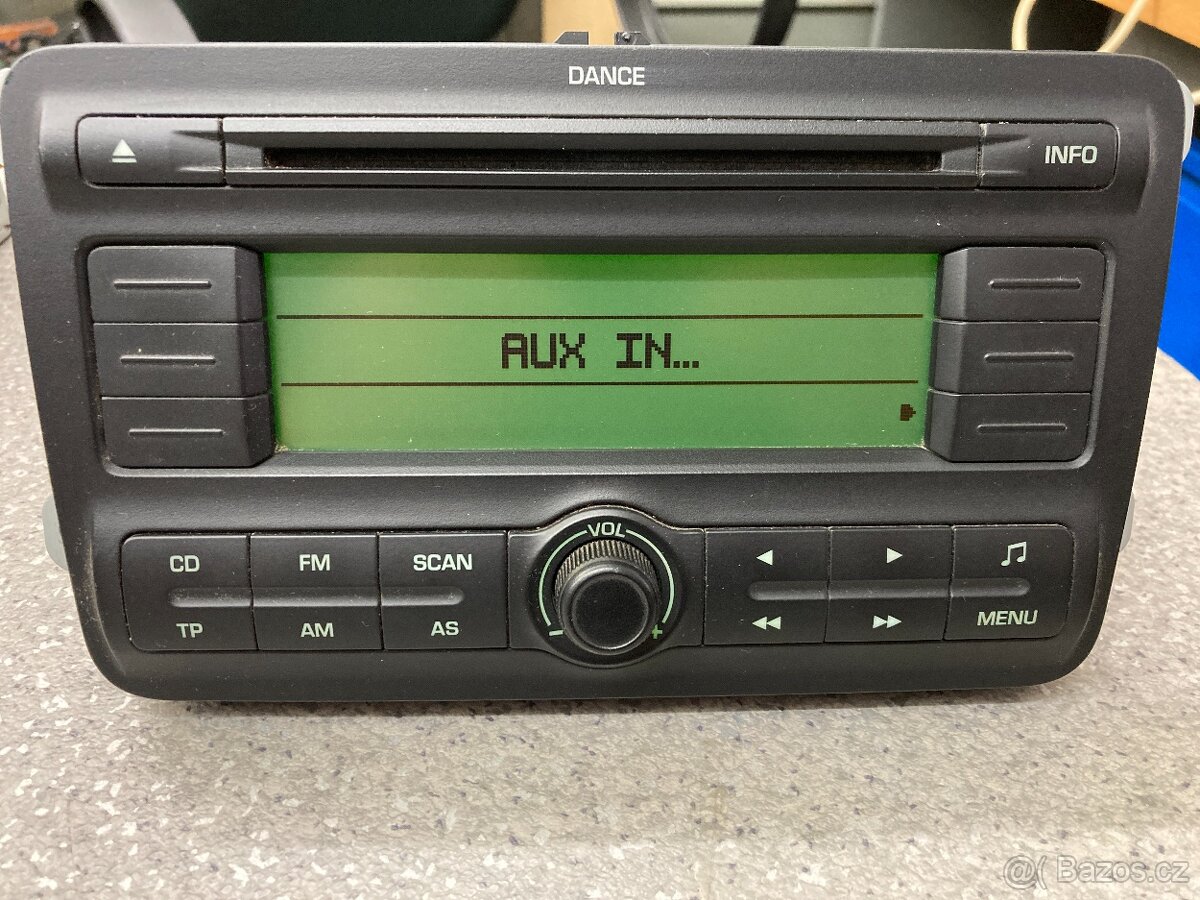 DANCE
INFO
AUX IN...
VOL
CD FM SCAN
MENU
TP AM AS
- +
@( Bazos.cz